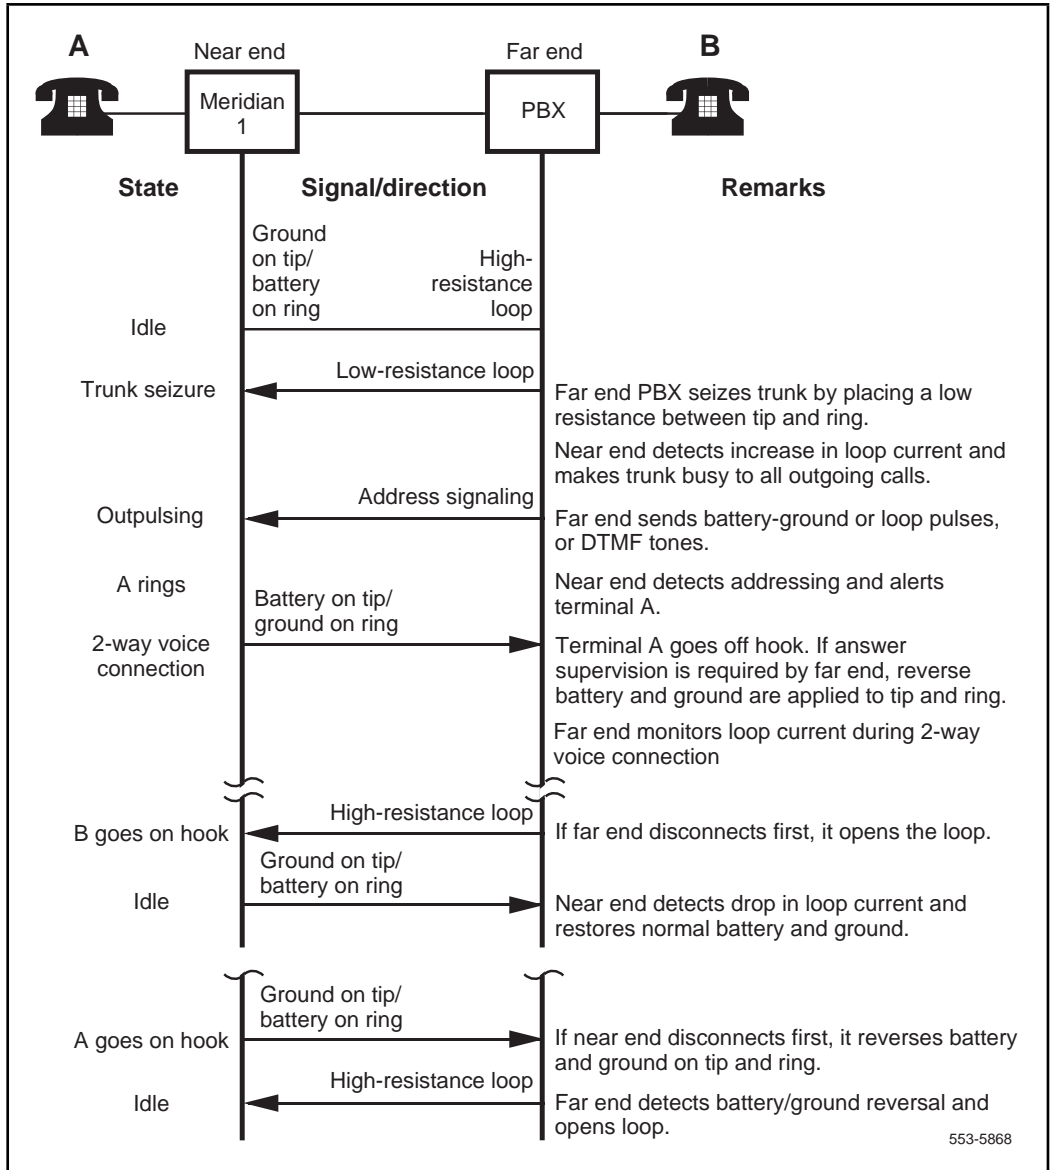 A
Near end
Far end
B
Meridian
1
PBX
State
Signal/direction
Remarks
Ground
on tip/
battery
on ring
High-
resistance
loop
Idle
Low-resistance loop
Trunk seizure
Far end PBX seizes trunk by placing a low
resistance between tip and ring.
Near end detects increase in loop current and
makes trunk busy to all outgoing calls.
Address signaling
Outpulsing
Far end sends battery-ground or loop pulses,
or DTMF tones.
A rings
Near end detects addressing and alerts
terminal A.
Battery on tip/
ground on ring
2-way voice
connection
Terminal A goes off hook. If answer
supervision is required by far end, reverse
battery and ground are applied to tip and ring.
Far end monitors loop current during 2-way
voice connection
High-resistance loop
B goes on hook
If far end disconnects first, it opens the loop.
Ground on tip/
battery on ring
Idle
Near end detects drop in loop current and
restores normal battery and ground.
Ground on tip/
battery on ring
A goes on hook
If near end disconnects first, it reverses battery
and ground on tip and ring.
High-resistance loop
Idle
Far end detects battery/ground reversal and
opens loop.
553-5868